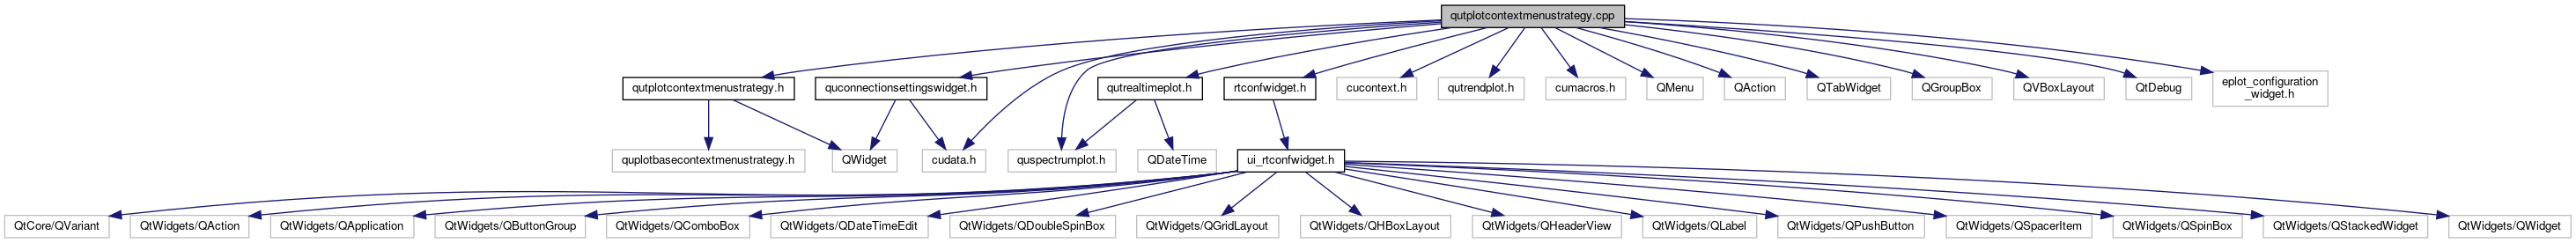 qutplotcontextmenustrategy.cpp
qutplotcontextmenustrategy.h
quconnectionsettingswidget.h
qutrealtimeplot.h
rtconfwidget.h
cucontext.h
qutrendplot.h
cumacros.h
QMenu
QAction
QTabWidget
QGroupBox
QVBoxLayout
QtDebug
eplot_configuration
_widget.h
quplotbasecontextmenustrategy.h
QWidget
cudata.h
quspectrumplot.h
QDateTime
ui_rtconfwidget.h
QtCore/QVariant
QtWidgets/QAction
QtWidgets/QApplication
QtWidgets/QButtonGroup
QtWidgets/QComboBox
QtWidgets/QDateTimeEdit
QtWidgets/QDoubleSpinBox
QtWidgets/QGridLayout
QtWidgets/QHBoxLayout
QtWidgets/QHeaderView
QtWidgets/QLabel
QtWidgets/QPushButton
QtWidgets/QSpacerItem
QtWidgets/QSpinBox
QtWidgets/QStackedWidget
QtWidgets/QWidget